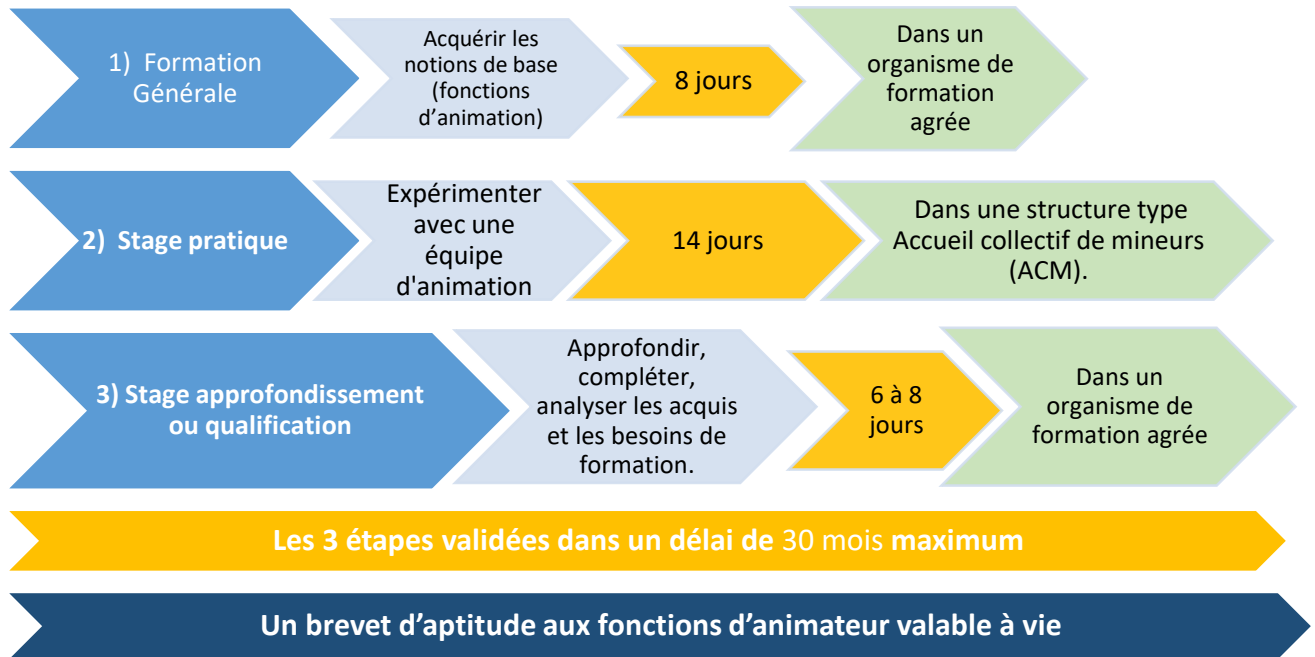 1) Formation
Générale
Acquérir les
notions de base
(fonctions
d’animation)
8 jours
Dans un
organisme de
formation
agrée
2) Stage pratique
Expérimenter
avec une
équipe
d'animation
14 jours
Dans une structure type
Accueil collectif de mineurs
(ACM).
3) Stage approfondissement
ou qualification
Approfondir,
compléter,
analyser les acquis
et les besoins de
formation.
6 à 8
jours
Dans un
organisme de
formation agrée
Les 3 étapes validées dans un délai de 30 mois maximum
Un brevet d’aptitude aux fonctions d’animateur valable à vie